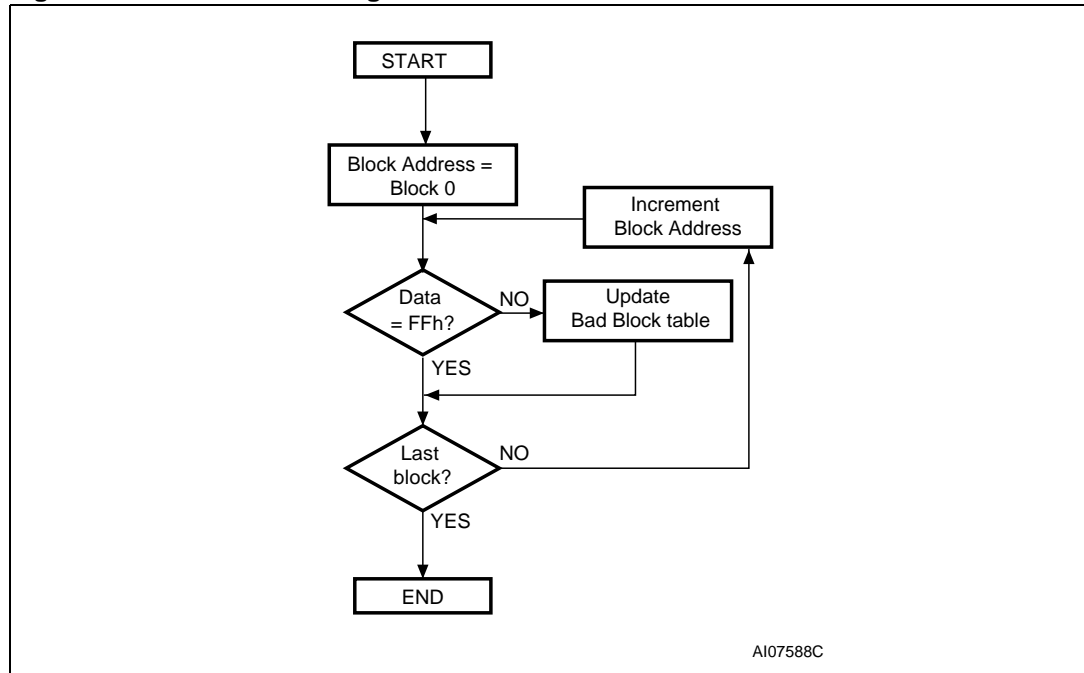 START
Block Address =
Block 0
Increment
Block Address
Data
= FFh?
NO
Update
Bad Block table
YES
Last
block?
NO
YES
END
AI07588C